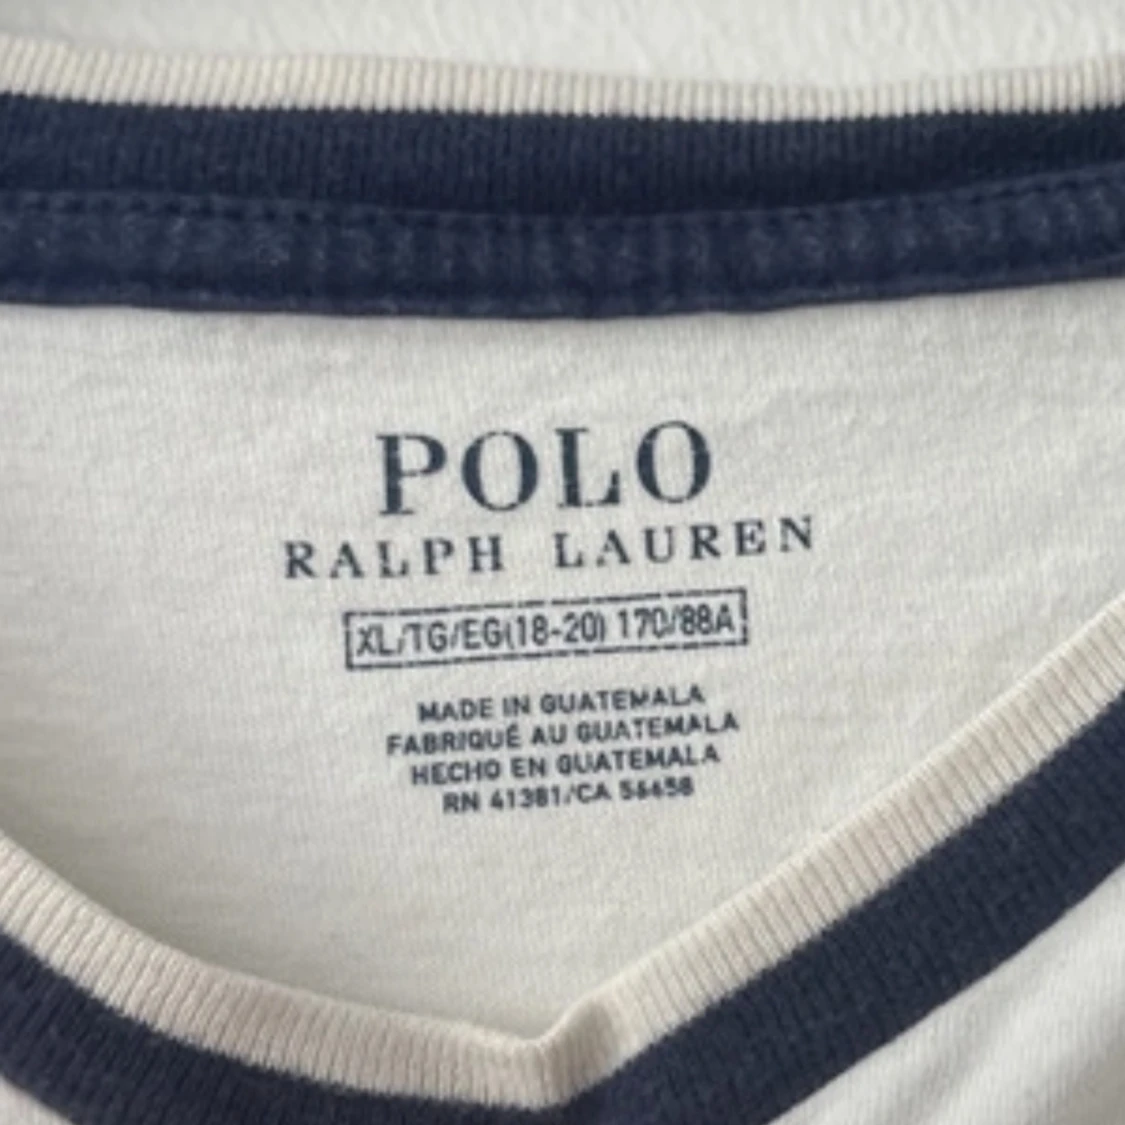 POLO
RALPH LAUREN
XL/TG/EG(18-20) 170/88A
MADE IN GUATEMALA
FABRIQUÉ AU GUATEMALA
HECHO EN GUATEMALA
RN 41381/CA 56458